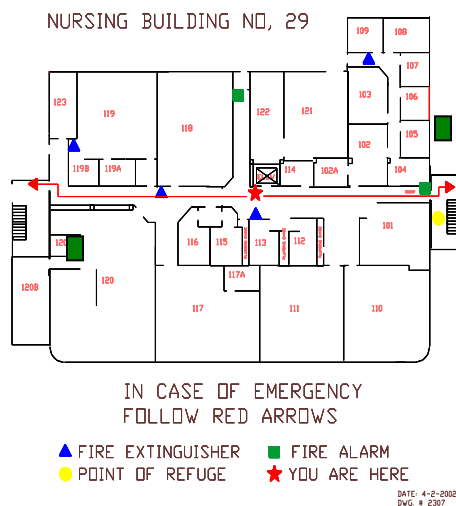 NURSING BUILDING NO, 29
109
108
107
123
119
118
122
121
103
106
105
102
119B
119A
114
102A
104
101
116
115
113
112
120
117A
120B
120
117
111
110
IN CASE OF EMERGENCY
FOLLOW RED ARROWS
FIRE EXTINGUISHER
FIRE ALARM
POINT OF REFUGE
YOU ARE HERE
DATE: 4-2-2002
DWG. # 2307